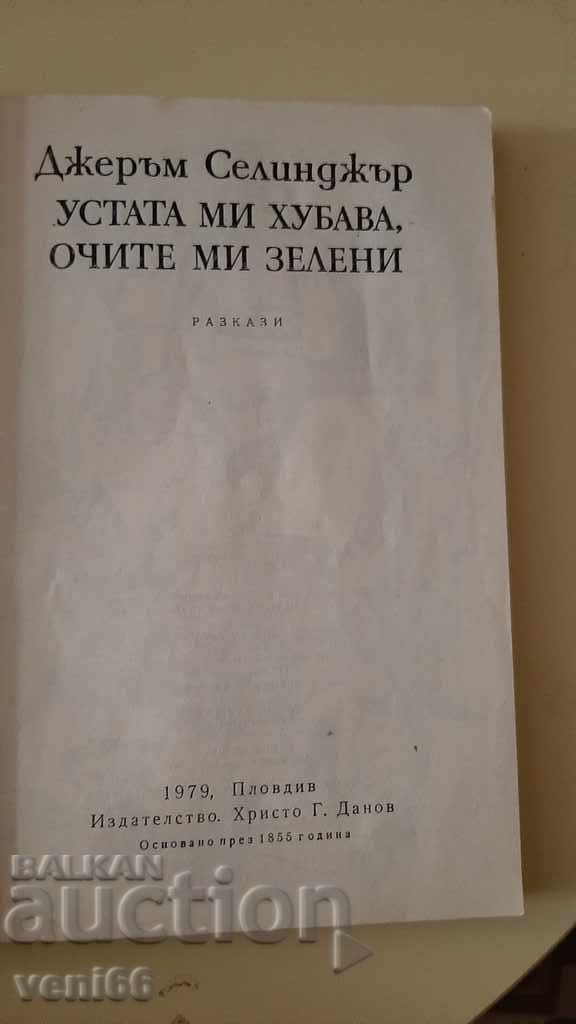 Джеръм Селинджър
УСТАТА МИ ХУБАВА,
ОЧИТЕ МИ ЗЕЛЕНИ
РАЗКАЗИ
1979, Пловдив
Издателство. Христо Г. Данов
Основано през 1855 година
BALKAN
auction
veni66